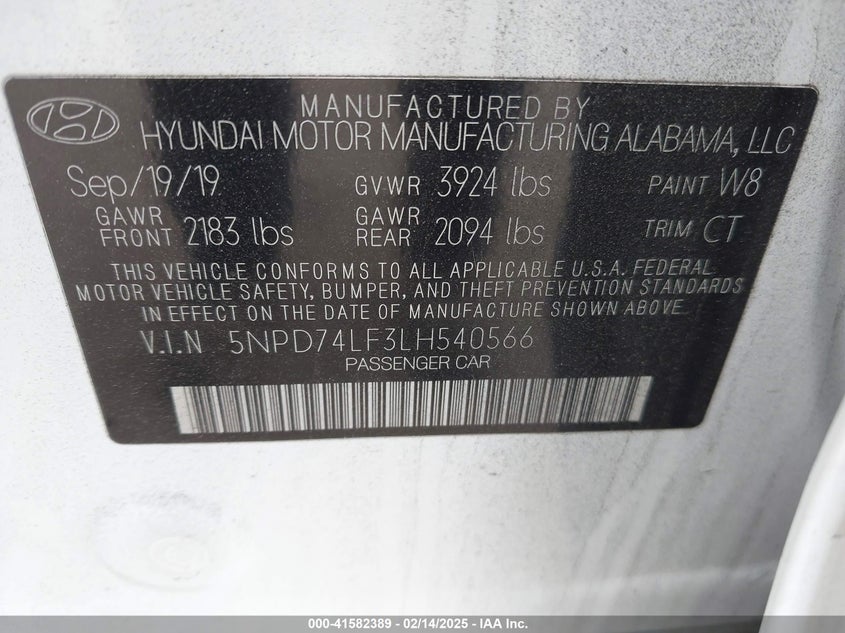 MANUFACTURED BY
HYUNDAI MOTOR MANUFACTURING ALABAMA, LLC
Sep/19/19 GVWR 3924 lbs PAINT W8
GAWR FRONT 2183 lbs GAWR REAR 2094 lbs TRIM CT
THIS VEHICLE CONFORMS TO ALL APPLICABLE U.S.A. FEDERAL
MOTOR VEHICLE SAFETY, BUMPER, AND THEFT PREVENTION STANDARDS
IN EFFECT ON THE DATE OF MANUFACTURE SHOWN ABOVE.
V.I.N 5NPD74LF3LH540566
PASSENGER CAR
000-41582389 - 02/14/2025 - IAA Inc.